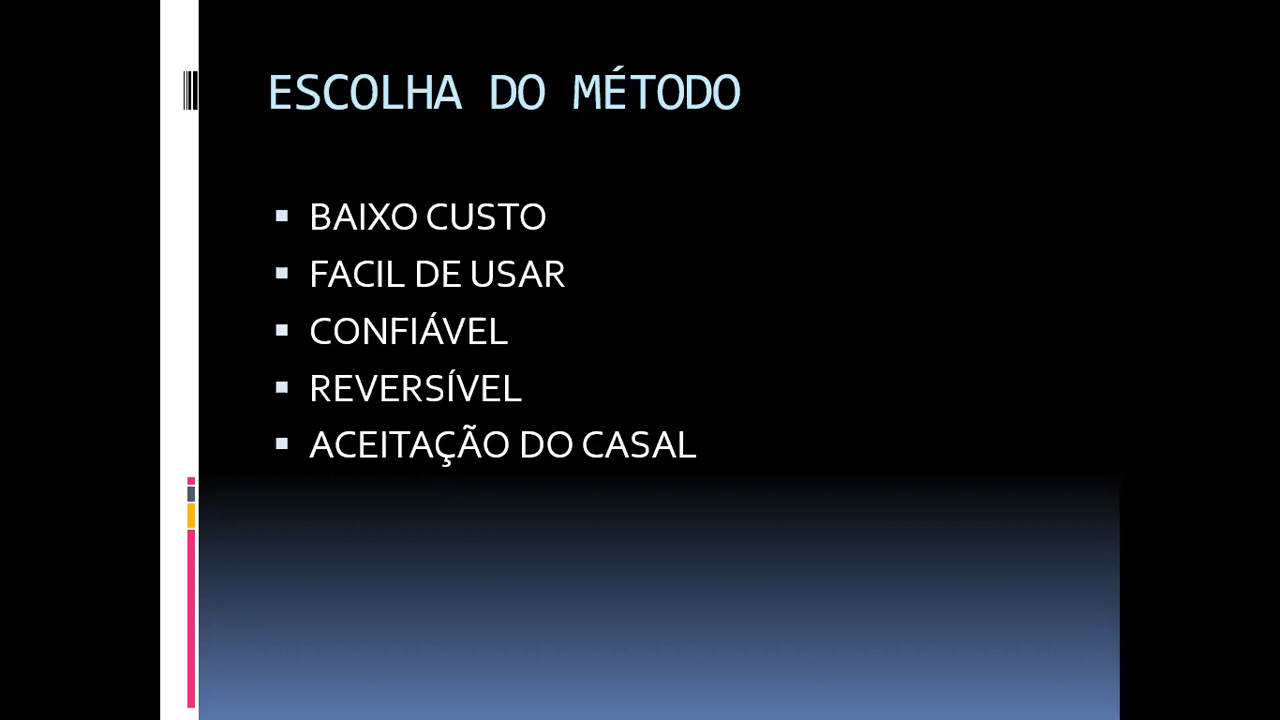 ESCOLHA DO MÉTODO
BAIXO CUSTO
FACIL DE USAR
CONFIÁVEL
REVERSÍVEL
ACEITAÇÃO DO CASAL